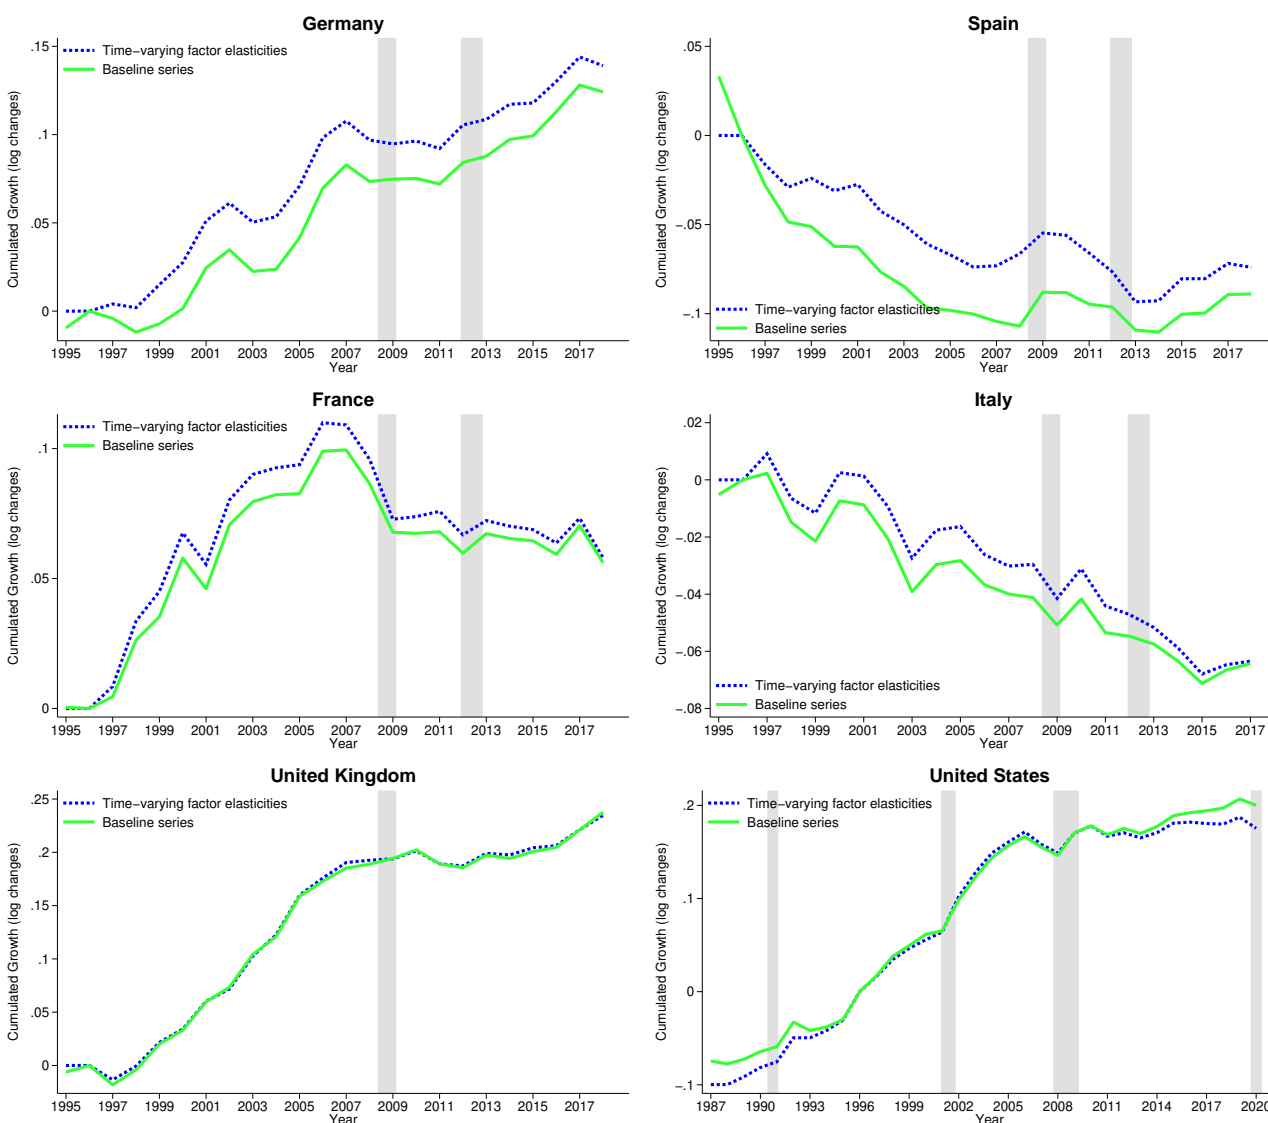 Germany
Time−varying factor elasticities
Baseline series
Cumulated Growth (log changes)
.15
.1
.05
0
1995 1997 1999 2001 2003 2005 2007 2009 2011 2013 2015 2017
Year
Spain
Time−varying factor elasticities
Baseline series
Cumulated Growth (log changes)
.05
0
−.05
−.1
1995 1997 1999 2001 2003 2005 2007 2009 2011 2013 2015 2017
Year
France
Time−varying factor elasticities
Baseline series
Cumulated Growth (log changes)
.1
.05
0
1995 1997 1999 2001 2003 2005 2007 2009 2011 2013 2015 2017
Year
Italy
Time−varying factor elasticities
Baseline series
Cumulated Growth (log changes)
.02
0
−.02
−.04
−.06
−.08
1995 1997 1999 2001 2003 2005 2007 2009 2011 2013 2015 2017
Year
United Kingdom
Time−varying factor elasticities
Baseline series
Cumulated Growth (log changes)
.25
.2
.15
.1
.05
0
1995 1997 1999 2001 2003 2005 2007 2009 2011 2013 2015 2017
Year
United States
Time−varying factor elasticities
Baseline series
Cumulated Growth (log changes)
.2
.1
0
−.1
1987 1990 1993 1996 1999 2002 2005 2008 2011 2014 2017 2020
Year